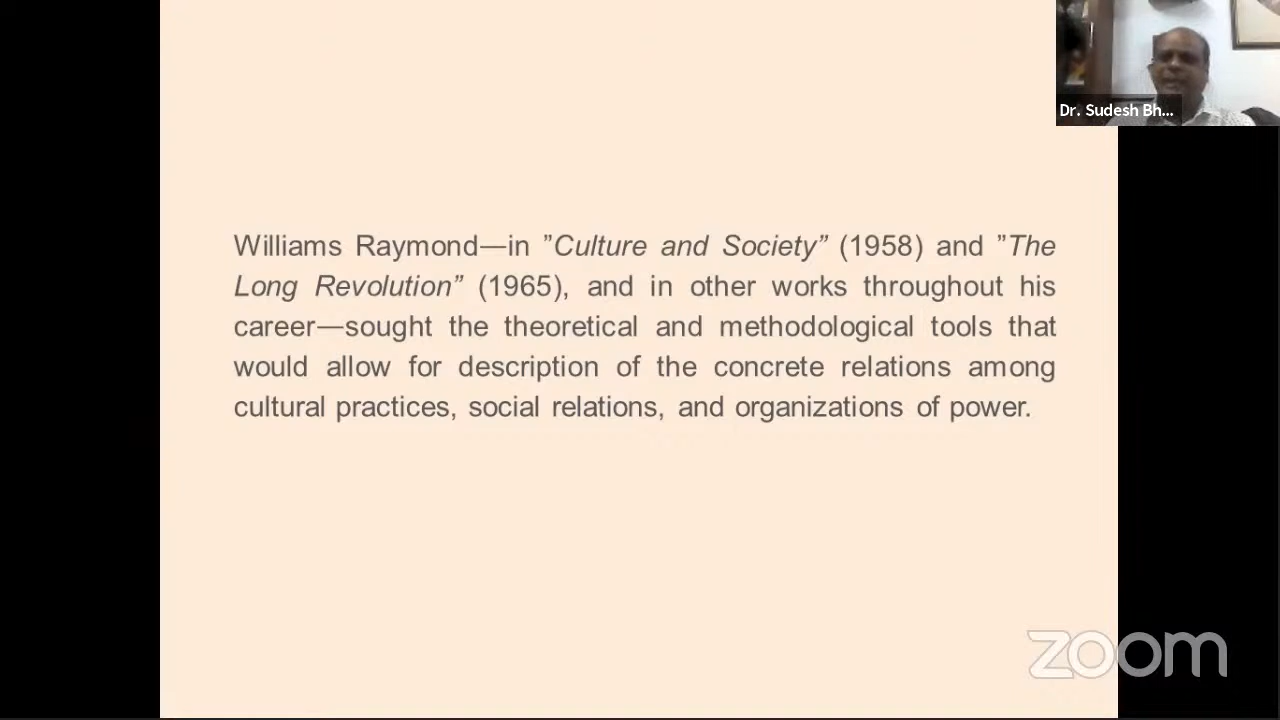 Dr. Sudesh Bh...
Williams Raymond—in ”Culture and Society” (1958) and ”The
Long Revolution” (1965), and in other works throughout his
career—sought the theoretical and methodological tools that
would allow for description of the concrete relations among
cultural practices, social relations, and organizations of power.
zoom